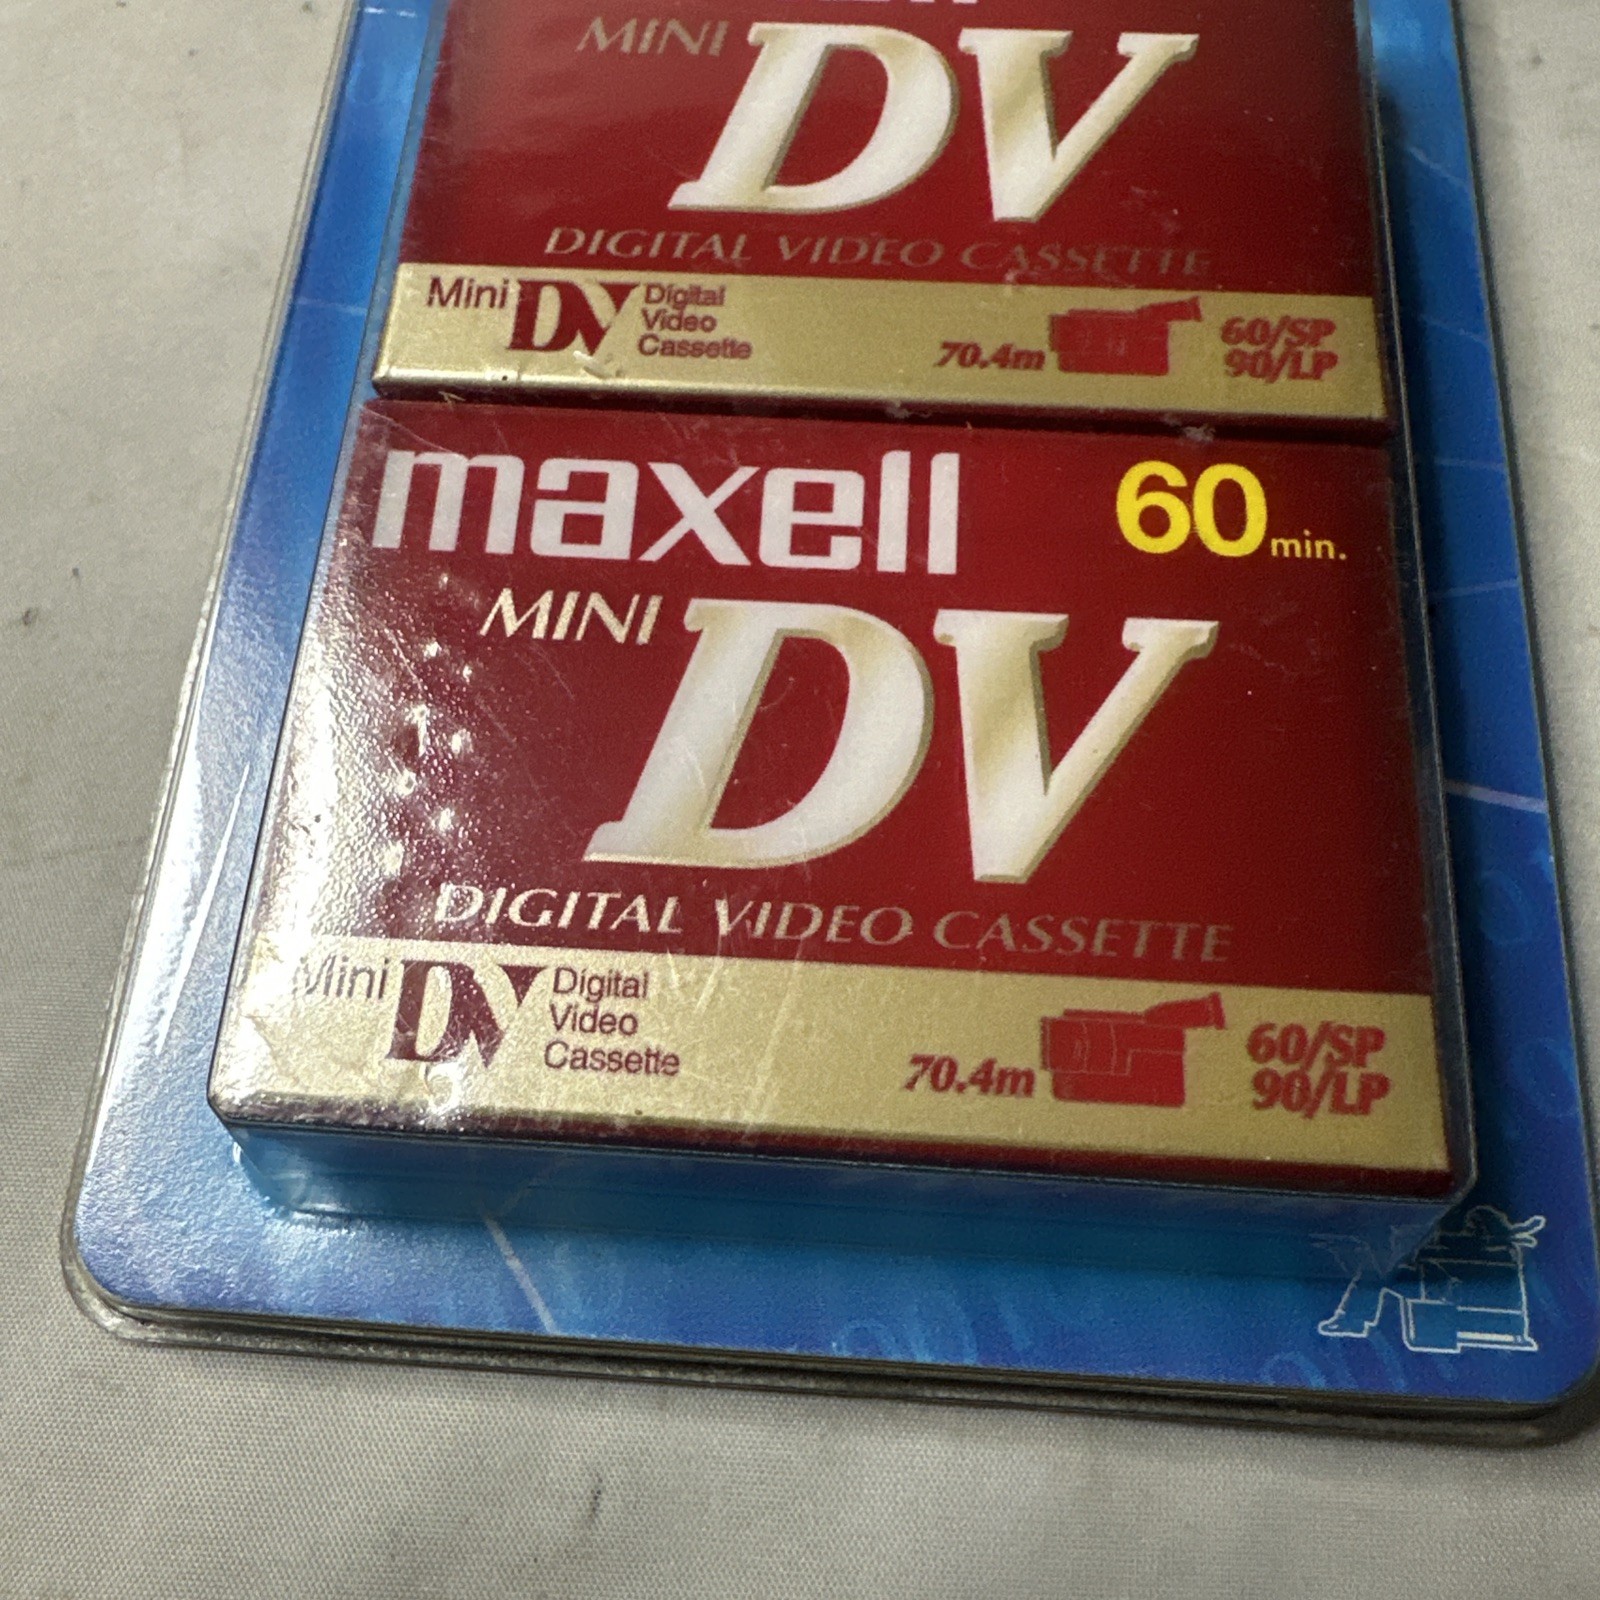 MINI DV
DIGITAL VIDEO CASSETTE
Mini DV Digital
Video
Cassette
70.4m
60/SP
90/LP
maxell 60 min.
MINI DV
DIGITAL VIDEO CASSETTE
Mini DV Digital
Video
Cassette
70.4m
60/SP
90/LP